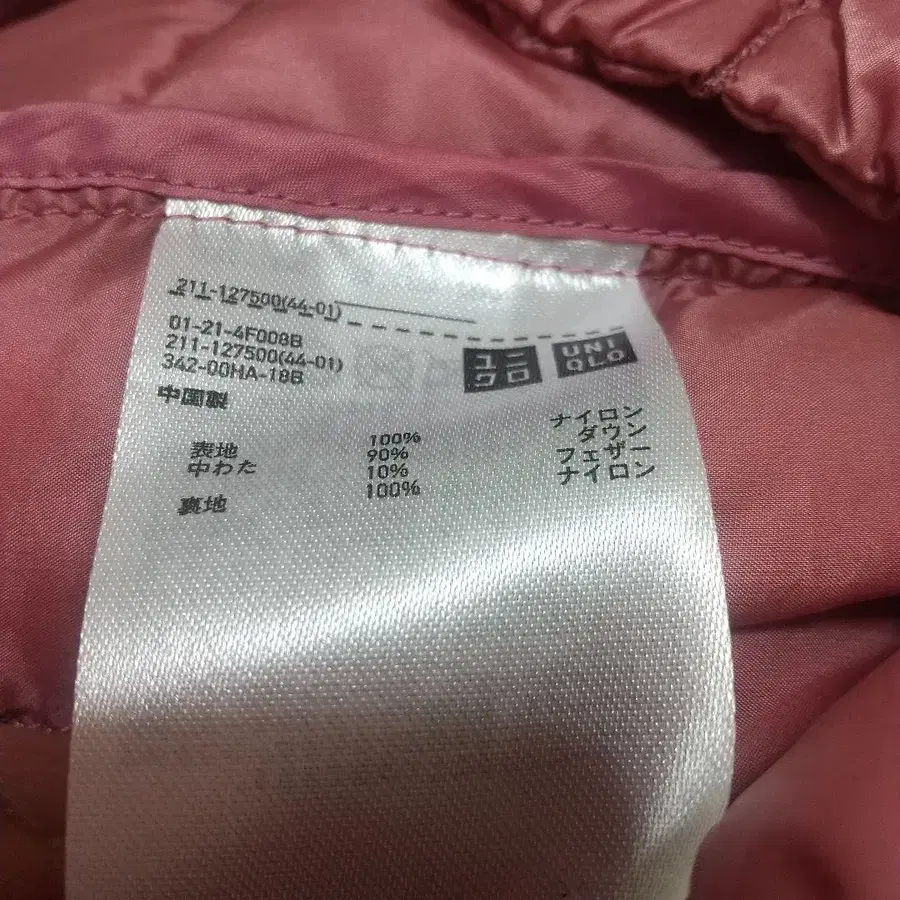 211-127500(44-01)
01-21-4F008B
211-127500(44-01)
342-00HA-18B
ユニクロ
UNIQLO
中国製
表地 100% ナイロン
中わた 90% ダウン
10% フェザー
裏地 100% ナイロン